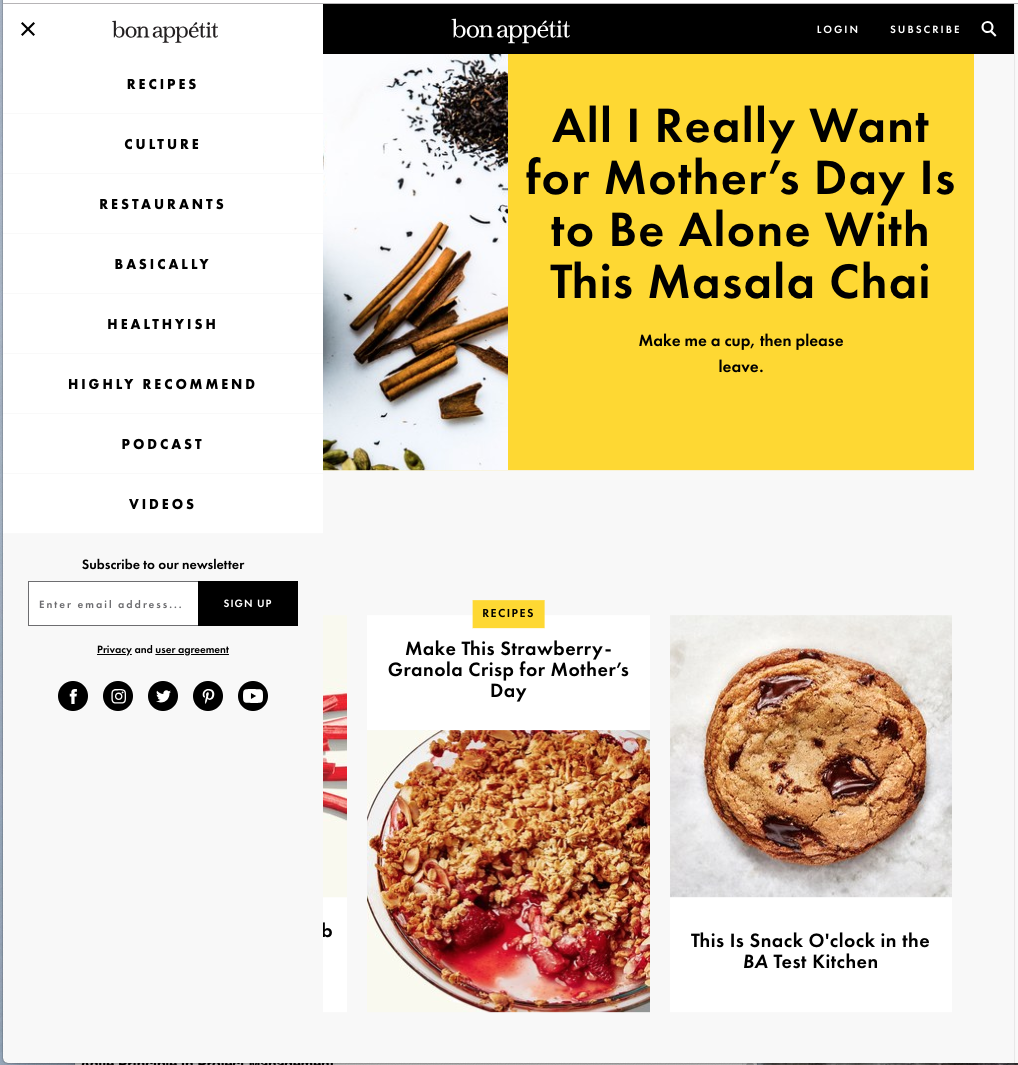 bon appétit
RECIPES
CULTURE
RESTAURANTS
BASICALLY
HEALTHYISH
HIGHLY RECOMMEND
PODCAST
VIDEOS
Subscribe to our newsletter
Enter email address...
SIGN UP
Privacy and user agreement
bon appétit
LOGIN
SUBSCRIBE
All I Really Want
for Mother’s Day Is
to Be Alone With
This Masala Chai
Make me a cup, then please
leave.
b
RECIPES
Make This Strawberry-
Granola Crisp for Mother’s
Day
This Is Snack O'clock in the
BA Test Kitchen